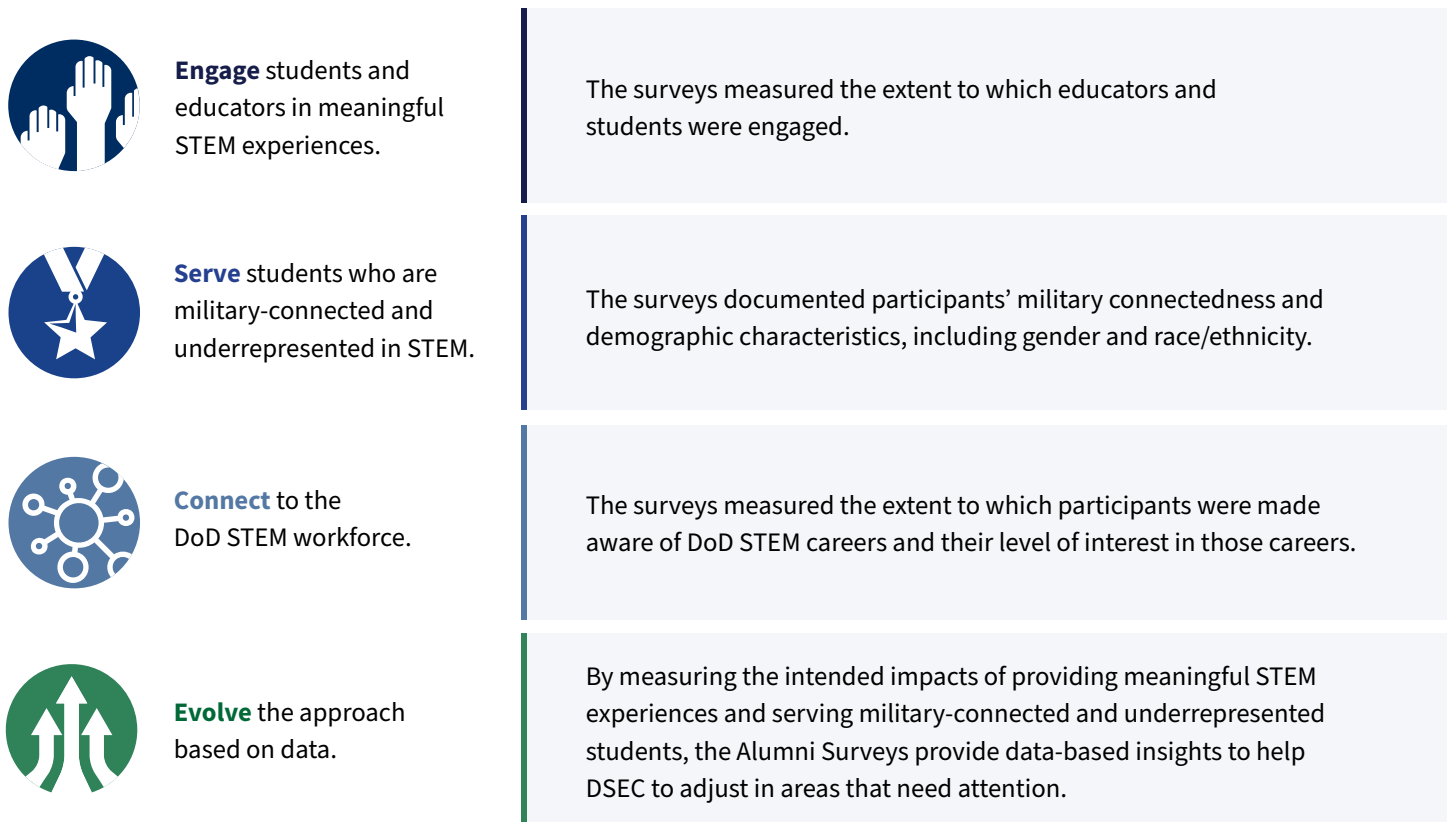 Engage students and
educators in meaningful
STEM experiences.
The surveys measured the extent to which educators and
students were engaged.
Serve students who are
military-connected and
underrepresented in STEM.
The surveys documented participants’ military connectedness and
demographic characteristics, including gender and race/ethnicity.
Connect to the
DoD STEM workforce.
The surveys measured the extent to which participants were made
aware of DoD STEM careers and their level of interest in those careers.
Evolve the approach
based on data.
By measuring the intended impacts of providing meaningful STEM
experiences and serving military-connected and underrepresented
students, the Alumni Surveys provide data-based insights to help
DSEC to adjust in areas that need attention.